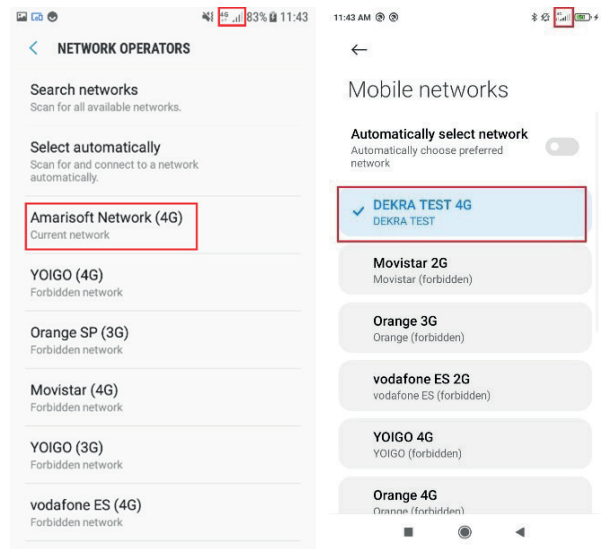 83% 11:43
NETWORK OPERATORS
Search networks
Scan for all available networks.
Select automatically
Scan for and connect to a network
automatically.
Amarisoft Network (4G)
Current network
YOIGO (4G)
Forbidden network
Orange SP (3G)
Forbidden network
Movistar (4G)
Forbidden network
YOIGO (3G)
Forbidden network
vodafone ES (4G)
Forbidden network
11:43 AM
Mobile networks
Automatically select network
Automatically choose preferred
network
DEKRA TEST 4G
DEKRA TEST
Movistar 2G
Movistar (forbidden)
Orange 3G
Orange (forbidden)
vodafone ES 2G
vodafone ES (forbidden)
YOIGO 4G
YOIGO (forbidden)
Orange 4G
Orange (forbidden)